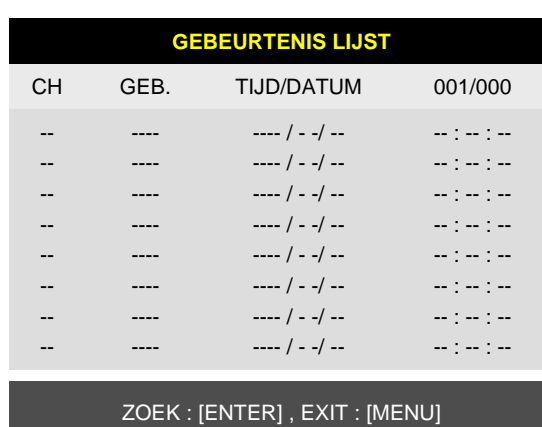 GEBEURTENIS LIJST
CH GEB. TIJD/DATUM 001/000
-- ---- ---- / - -/ -- -- : -- : --
-- ---- ---- / - -/ -- -- : -- : --
-- ---- ---- / - -/ -- -- : -- : --
-- ---- ---- / - -/ -- -- : -- : --
-- ---- ---- / - -/ -- -- : -- : --
-- ---- ---- / - -/ -- -- : -- : --
-- ---- ---- / - -/ -- -- : -- : --
-- ---- ---- / - -/ -- -- : -- : --
ZOEK : [ENTER] , EXIT : [MENU]